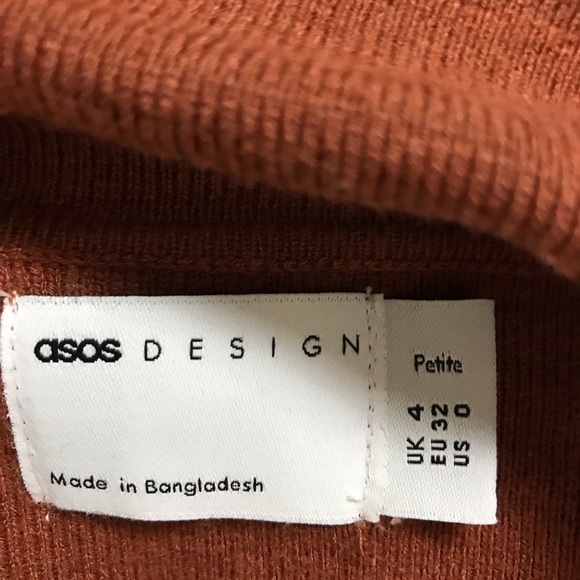 asos DESIGN
Made in Bangladesh
Petite
UK 4
EU 32
US 0